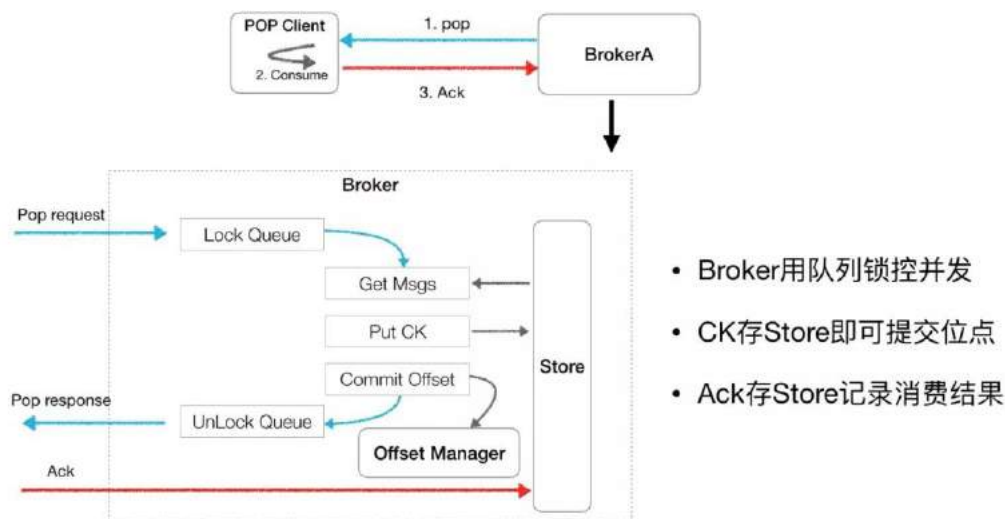 POP Client
1. pop
BrokerA
2. Consume
3. Ack
Broker
Pop request
Lock Queue
Get Msgs
Put CK
Store
Commit Offset
Pop response
UnLock Queue
Offset Manager
Ack
• Broker用队列锁控并发
• CK存Store即可提交位点
• Ack存Store记录消费结果